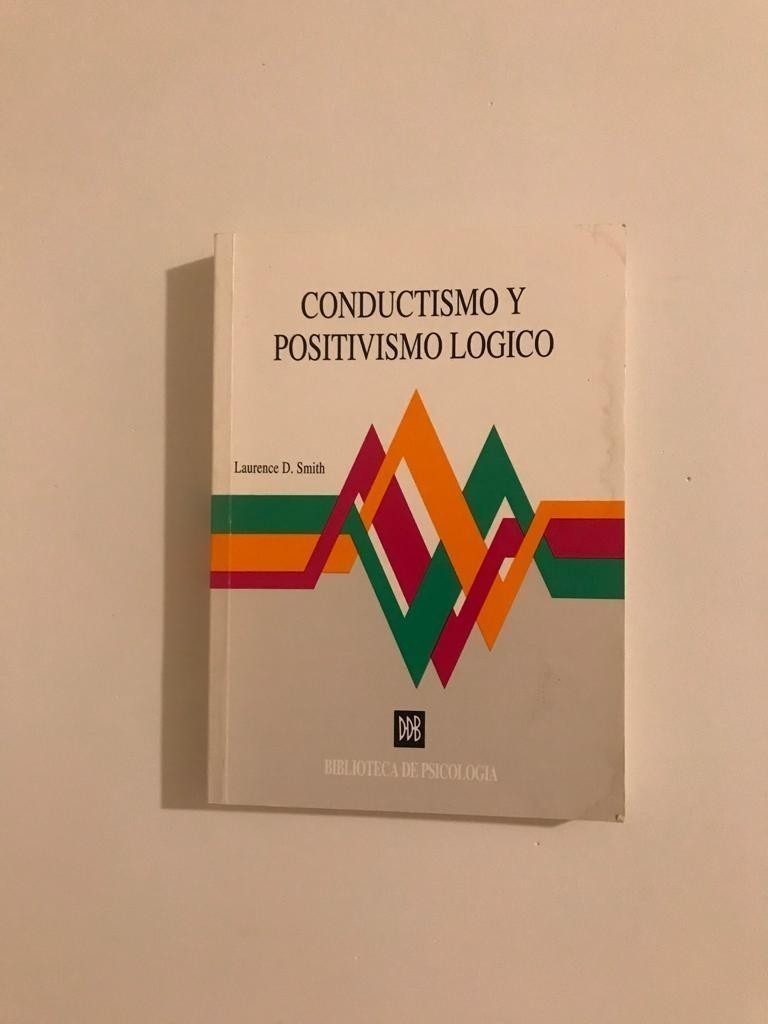 CONDUCTISMO Y
POSITIVISMO LOGICO
Laurence D. Smith
DDB
BIBLIOTECA DE PSICOLOGIA